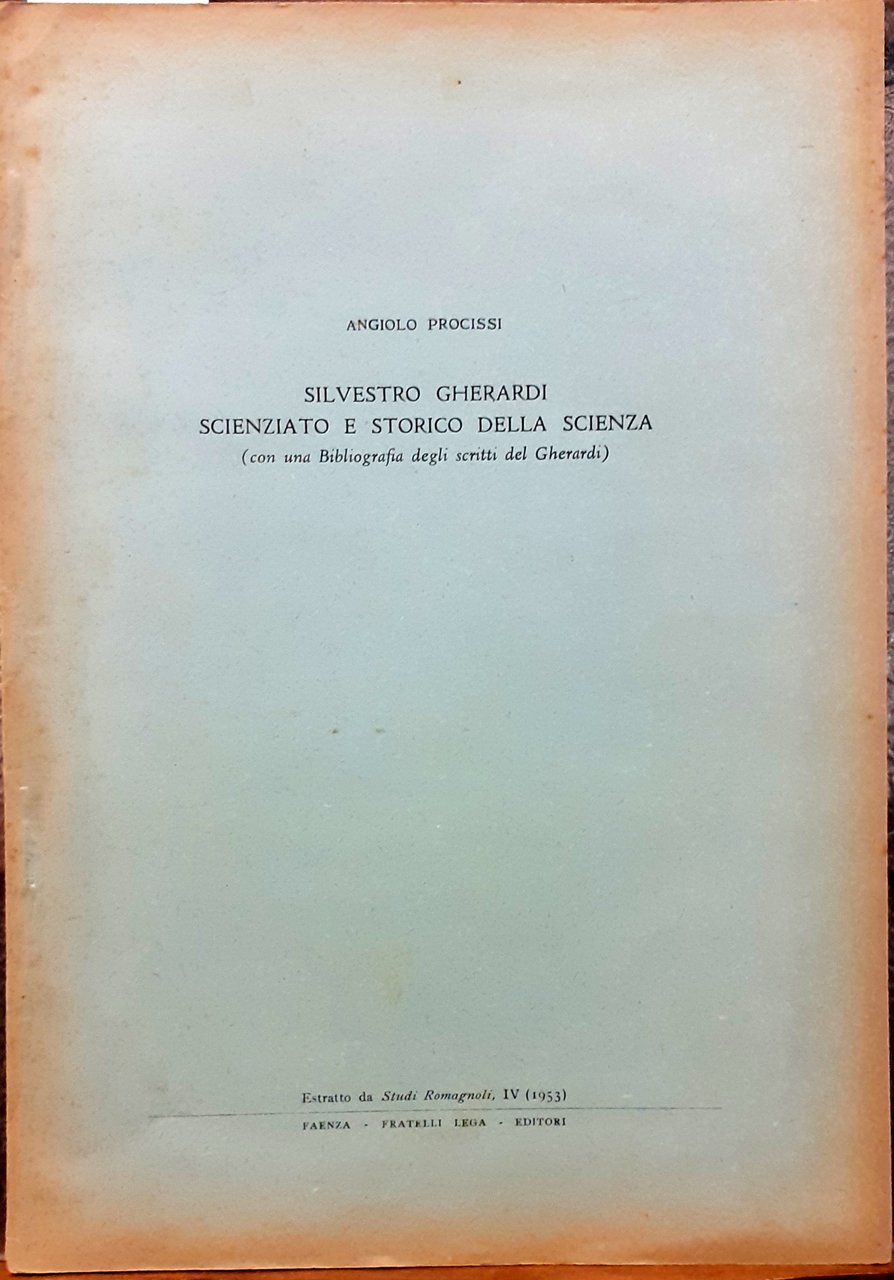 ANGIOLO PROCISSI
SILVESTRO GHERARDI
SCIENZIATO E STORICO DELLA SCIENZA
(con una Bibliografia degli scritti del Gherardi)
Estratto da Studi Romagnoli, IV (1953)
FAENZA - FRATELLI LEGA - EDITORI